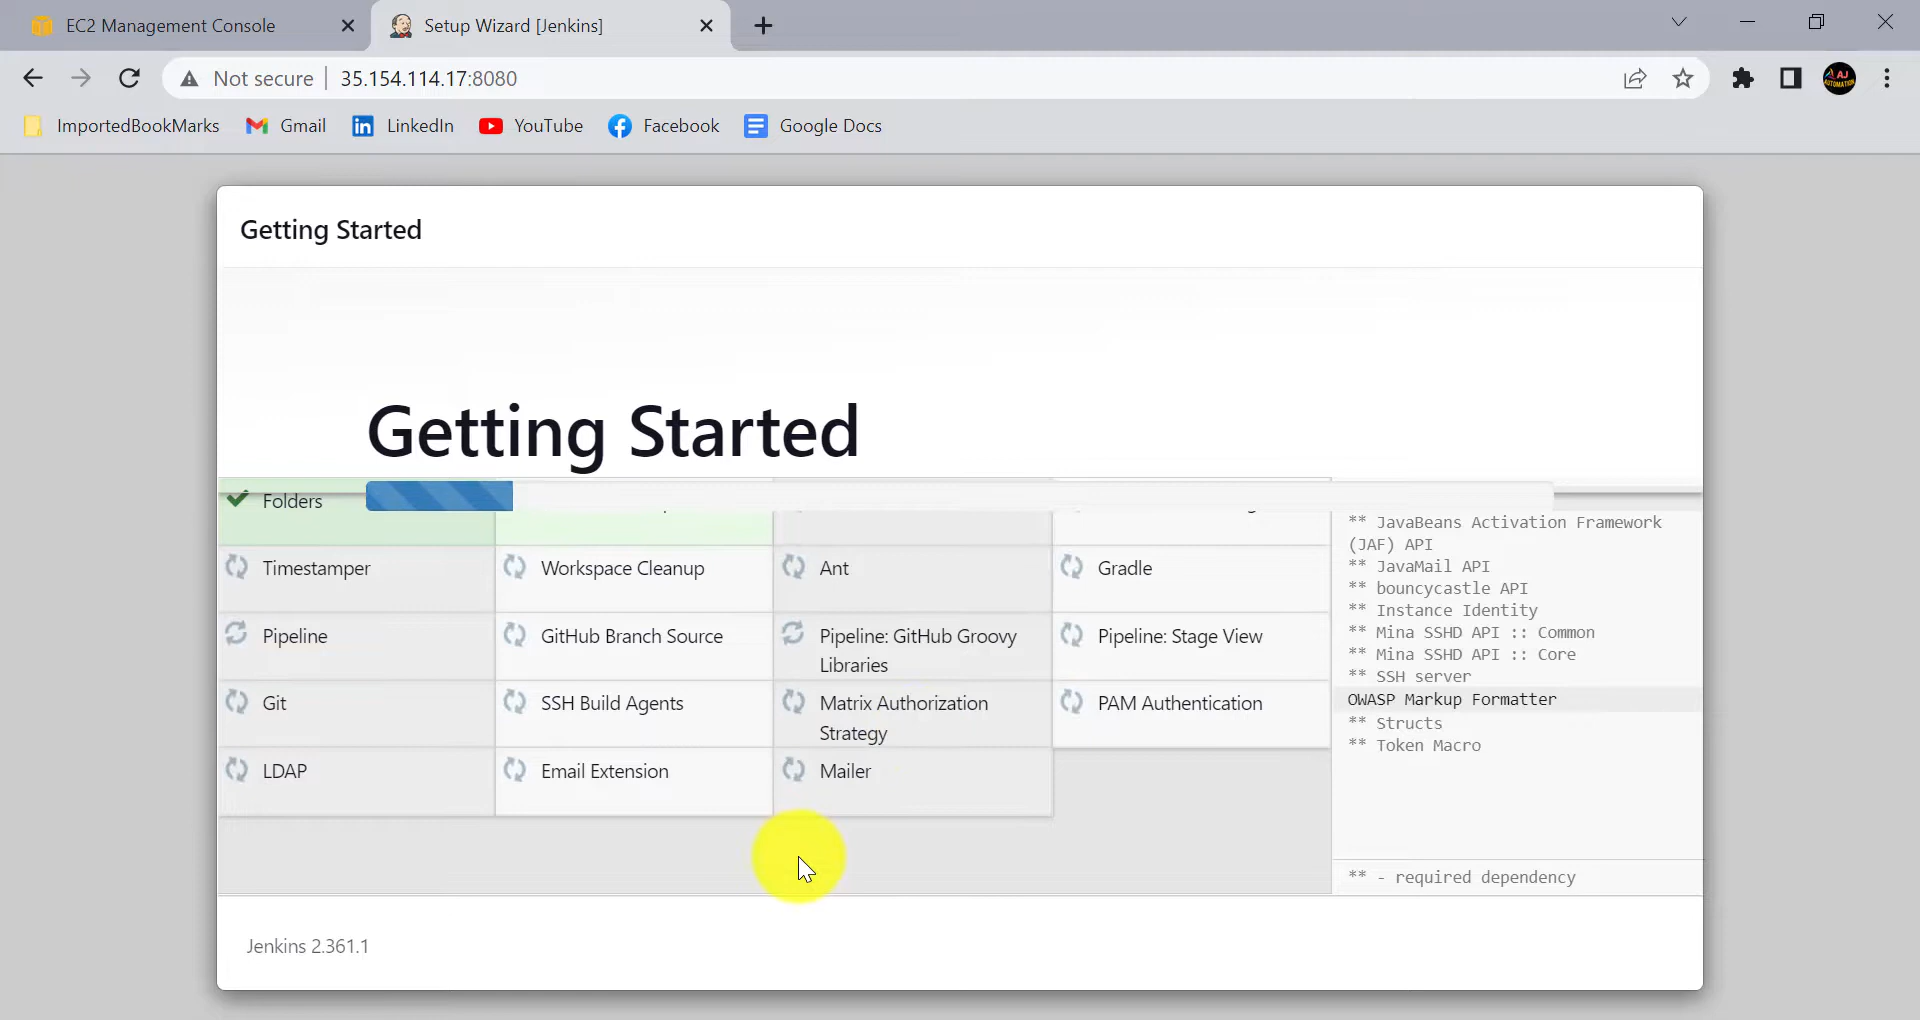 EC2 Management Console
Setup Wizard [Jenkins]
Not secure
35.154.114.17:8080
AJ
AUTOMATION
ImportedBookMarks
Gmail
LinkedIn
YouTube
Facebook
Google Docs
Getting Started
Getting Started
Folders
Timestamper
Workspace Cleanup
Ant
Gradle
Pipeline
GitHub Branch Source
Pipeline: GitHub Groovy
Libraries
Pipeline: Stage View
Git
SSH Build Agents
Matrix Authorization
Strategy
PAM Authentication
LDAP
Email Extension
Mailer
** JavaBeans Activation Framework
(JAF) API
** JavaMail API
** bouncycastle API
** Instance Identity
** Mina SSHD API :: Common
** Mina SSHD API :: Core
** SSH server
OWASP Markup Formatter
** Structs
** Token Macro
** - required dependency
Jenkins 2.361.1